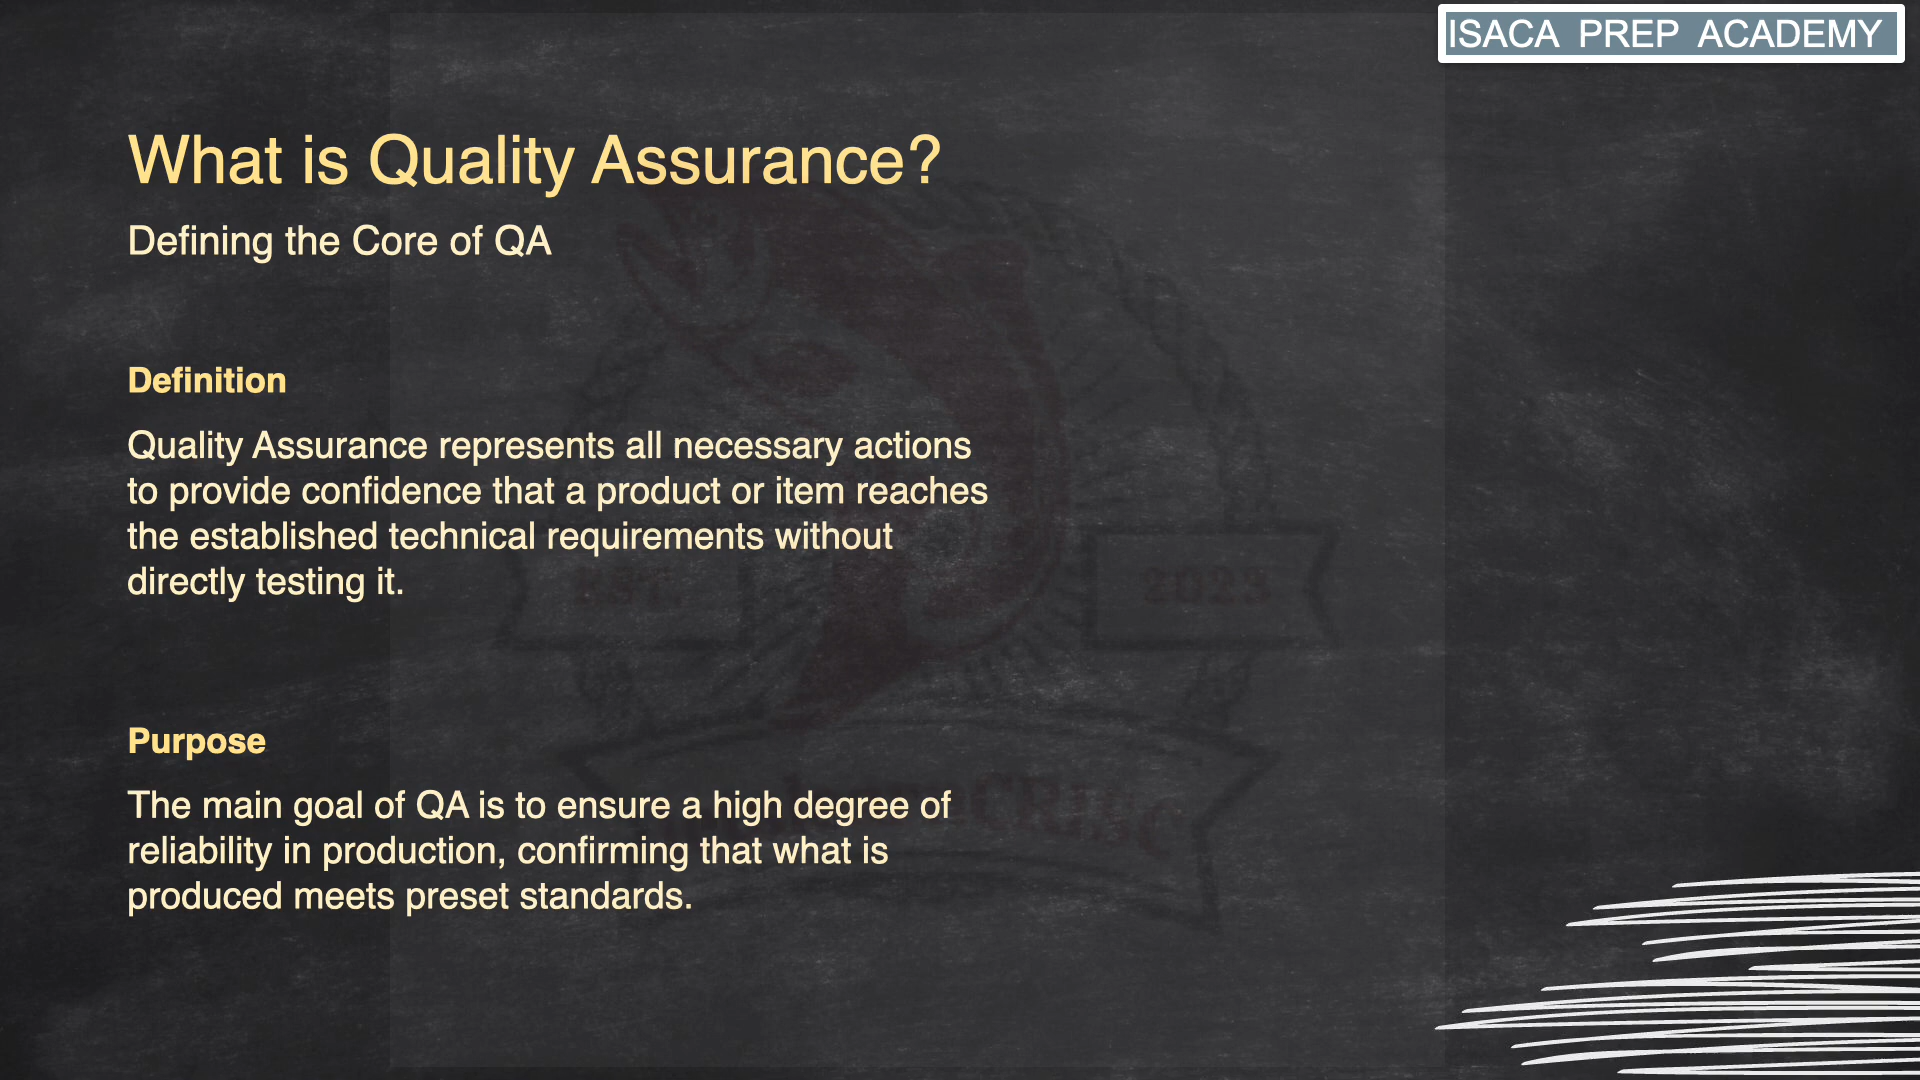 ISACA PREP ACADEMY
What is Quality Assurance?
Defining the Core of QA
Definition
Quality Assurance represents all necessary actions
to provide confidence that a product or item reaches
the established technical requirements without
directly testing it.
2023
Purpose
The main goal of QA is to ensure a high degree of
reliability in production, confirming that what is
produced meets preset standards.